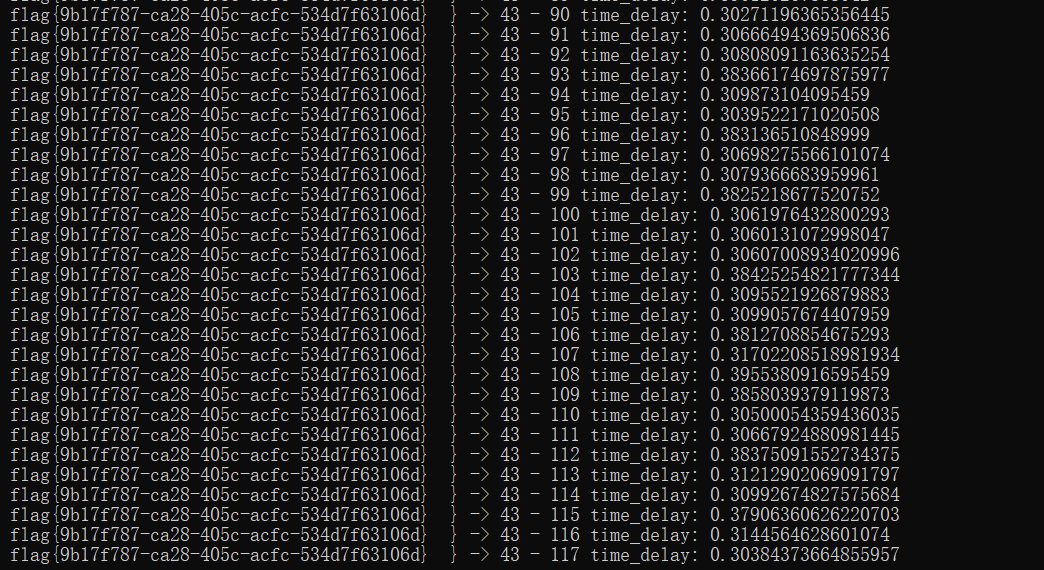 flag{9b17f787-ca28-405c-acfc-534d7f63106d}  } -> 43 - 90 time_delay: 0.30271196365356445
flag{9b17f787-ca28-405c-acfc-534d7f63106d}  } -> 43 - 91 time_delay: 0.30666494369506836
flag{9b17f787-ca28-405c-acfc-534d7f63106d}  } -> 43 - 92 time_delay: 0.3080809116363525​4
flag{9b17f787-ca28-405c-acfc-534d7f63106d}  } -> 43 - 93 time_delay: 0.38366174697875977
flag{9b17f787-ca28-405c-acfc-534d7f63106d}  } -> 43 - 94 time_delay: 0.309873104095459
flag{9b17f787-ca28-405c-acfc-534d7f63106d}  } -> 43 - 95 time_delay: 0.3039522171020508
flag{9b17f787-ca28-405c-acfc-534d7f63106d}  } -> 43 - 96 time_delay: 0.383136510848999
flag{9b17f787-ca28-405c-acfc-534d7f63106d}  } -> 43 - 97 time_delay: 0.30698275566101074
flag{9b17f787-ca28-405c-acfc-534d7f63106d}  } -> 43 - 98 time_delay: 0.3079366683959961
flag{9b17f787-ca28-405c-acfc-534d7f63106d}  } -> 43 - 99 time_delay: 0.3825218677520752
flag{9b17f787-ca28-405c-acfc-534d7f63106d}  } -> 43 - 100 time_delay: 0.3061976432800293
flag{9b17f787-ca28-405c-acfc-534d7f63106d}  } -> 43 - 101 time_delay: 0.3060131072998047
flag{9b17f787-ca28-405c-acfc-534d7f63106d}  } -> 43 - 102 time_delay: 0.30607008934020996
flag{9b17f787-ca28-405c-acfc-534d7f63106d}  } -> 43 - 103 time_delay: 0.38425254821777344
flag{9b17f787-ca28-405c-acfc-534d7f63106d}  } -> 43 - 104 time_delay: 0.3095521926879883
flag{9b17f787-ca28-405c-acfc-534d7f63106d}  } -> 43 - 105 time_delay: 0.3099057674407959
flag{9b17f787-ca28-405c-acfc-534d7f63106d}  } -> 43 - 106 time_delay: 0.3812708854675293
flag{9b17f787-ca28-405c-acfc-534d7f63106d}  } -> 43 - 107 time_delay: 0.31702208518981934
flag{9b17f787-ca28-405c-acfc-534d7f63106d}  } -> 43 - 108 time_delay: 0.3955380916595459
flag{9b17f787-ca28-405c-acfc-534d7f63106d}  } -> 43 - 109 time_delay: 0.3858039379119873
flag{9b17f787-ca28-405c-acfc-534d7f63106d}  } -> 43 - 110 time_delay: 0.30500054359436035
flag{9b17f787-ca28-405c-acfc-534d7f63106d}  } -> 43 - 111 time_delay: 0.30667924880981445
flag{9b17f787-ca28-405c-acfc-534d7f63106d}  } -> 43 - 112 time_delay: 0.38375091552734375
flag{9b17f787-ca28-405c-acfc-534d7f63106d}  } -> 43 - 113 time_delay: 0.31212902069091797
flag{9b17f787-ca28-405c-acfc-534d7f63106d}  } -> 43 - 114 time_delay: 0.30992674827575684
flag{9b17f787-ca28-405c-acfc-534d7f63106d}  } -> 43 - 115 time_delay: 0.37906360626220703
flag{9b17f787-ca28-405c-acfc-534d7f63106d}  } -> 43 - 116 time_delay: 0.3144564628601074
flag{9b17f787-ca28-405c-acfc-534d7f63106d}  } -> 43 - 117 time_delay: 0.30384373664855957